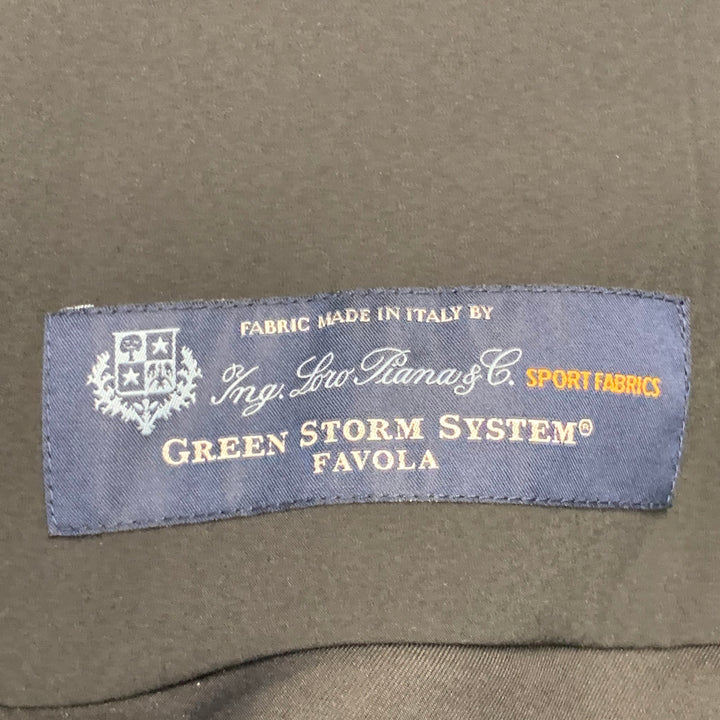 FABRIC MADE IN ITALY BY
Ing. Loro Piana & C. SPORT FABRICS
GREEN STORM SYSTEM®
FAVOLA